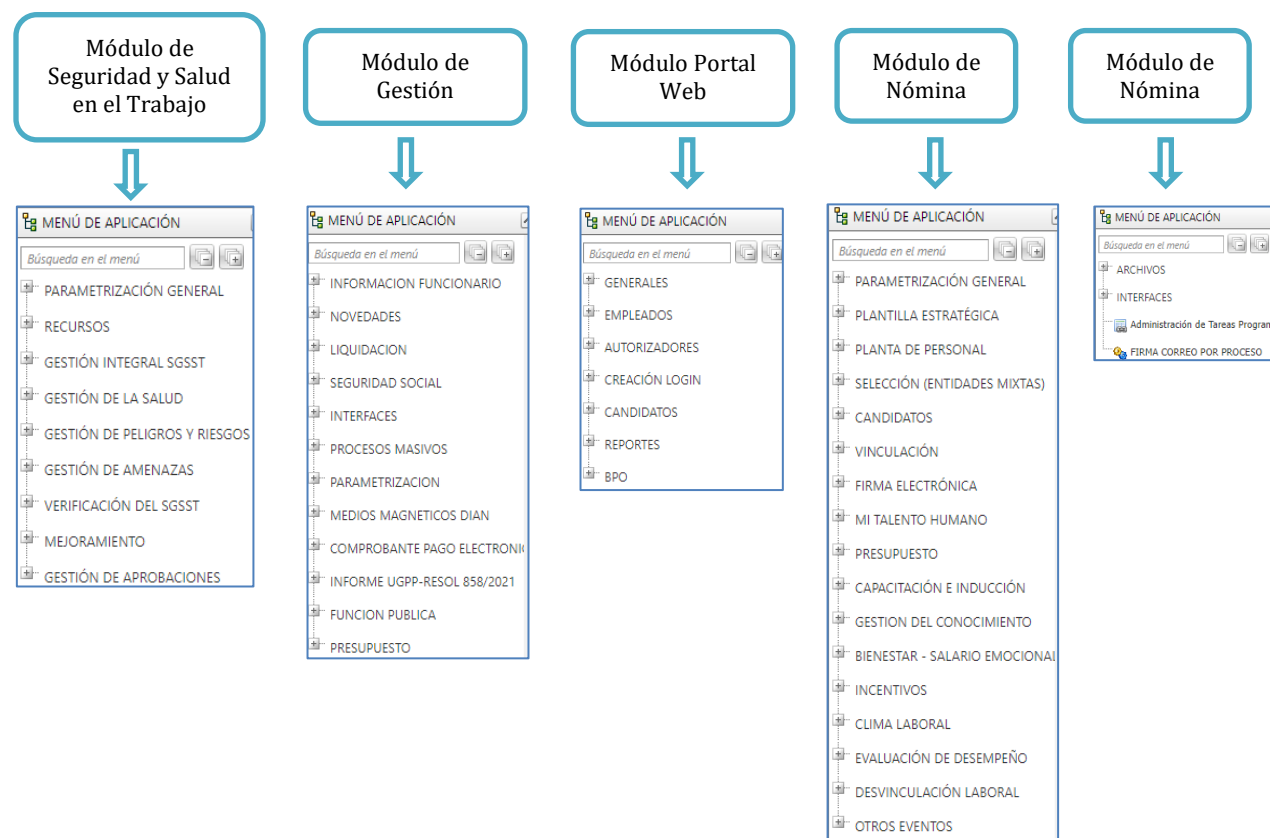 Módulo de
Seguridad y Salud
en el Trabajo
Módulo de
Gestión
Módulo Portal
Web
Módulo de
Nómina
Módulo de
Nómina
MENÚ DE APLICACIÓN
Búsqueda en el menú
PARAMETRIZACIÓN GENERAL
RECURSOS
GESTIÓN INTEGRAL SGSST
GESTIÓN DE LA SALUD
GESTIÓN DE PELIGROS Y RIESGOS
GESTIÓN DE AMENAZAS
VERIFICACIÓN DEL SGSST
MEJORAMIENTO
GESTIÓN DE APROBACIONES
MENÚ DE APLICACIÓN
Búsqueda en el menú
INFORMACION FUNCIONARIO
NOVEDADES
LIQUIDACION
SEGURIDAD SOCIAL
INTERFACES
PROCESOS MASIVOS
PARAMETRIZACION
MEDIOS MAGNETICOS DIAN
COMPROBANTE PAGO ELECTRONI
INFORME UGPP-RESOL 858/2021
FUNCION PUBLICA
PRESUPUESTO
MENÚ DE APLICACIÓN
Búsqueda en el menú
GENERALES
EMPLEADOS
AUTORIZADORES
CREACIÓN LOGIN
CANDIDATOS
REPORTES
BPO
MENÚ DE APLICACIÓN
Búsqueda en el menú
PARAMETRIZACIÓN GENERAL
PLANTILLA ESTRATÉGICA
PLANTA DE PERSONAL
SELECCIÓN (ENTIDADES MIXTAS)
CANDIDATOS
VINCULACIÓN
FIRMA ELECTRÓNICA
MI TALENTO HUMANO
PRESUPUESTO
CAPACITACIÓN E INDUCCIÓN
GESTION DEL CONOCIMIENTO
BIENESTAR - SALARIO EMOCIONAL
INCENTIVOS
CLIMA LABORAL
EVALUACIÓN DE DESEMPEÑO
DESVINCULACIÓN LABORAL
OTROS EVENTOS
MENÚ DE APLICACIÓN
Búsqueda en el menú
ARCHIVOS
INTERFACES
Administración de Tareas Program
FIRMA CORREO POR PROCESO